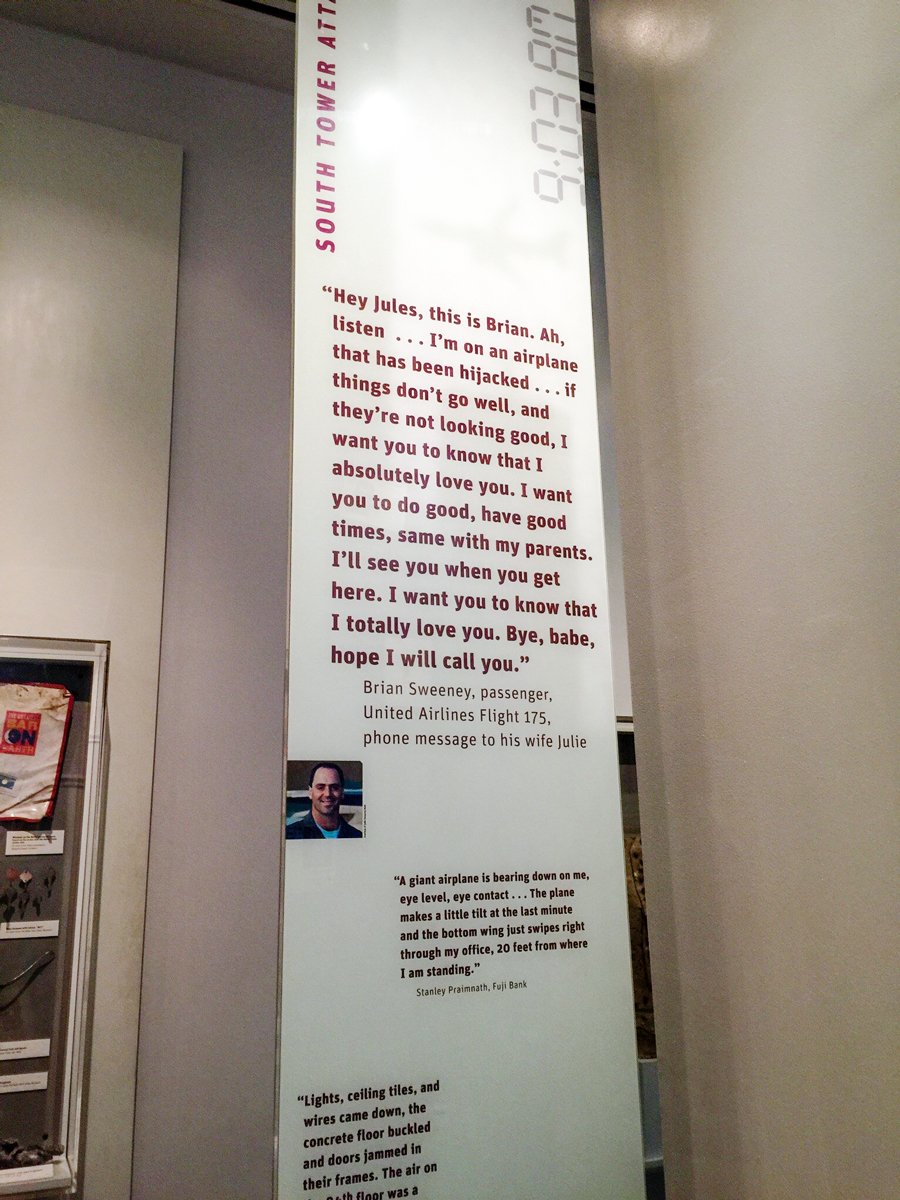 SOUTH TOWER ATTA
9:03 AM
“Hey Jules, this is Brian. Ah,
listen . . . I’m on an airplane
that has been hijacked . . . if
things don’t go well, and
they’re not looking good, I
want you to know that I
absolutely love you. I want
you to do good, have good
times, same with my parents.
I’ll see you when you get
here. I want you to know that
I totally love you. Bye, babe,
hope I will call you.”
Brian Sweeney, passenger,
United Airlines Flight 175,
phone message to his wife Julie
“A giant airplane is bearing down on me,
eye level, eye contact . . . The plane
makes a little tilt at the last minute
and the bottom wing just swipes right
through my office, 20 feet from where
I am standing.”
Stanley Praimnath, Fuji Bank
“Lights, ceiling tiles, and
wires came down, the
concrete floor buckled
and doors jammed in
their frames. The air on
floor was a
BAR
ON